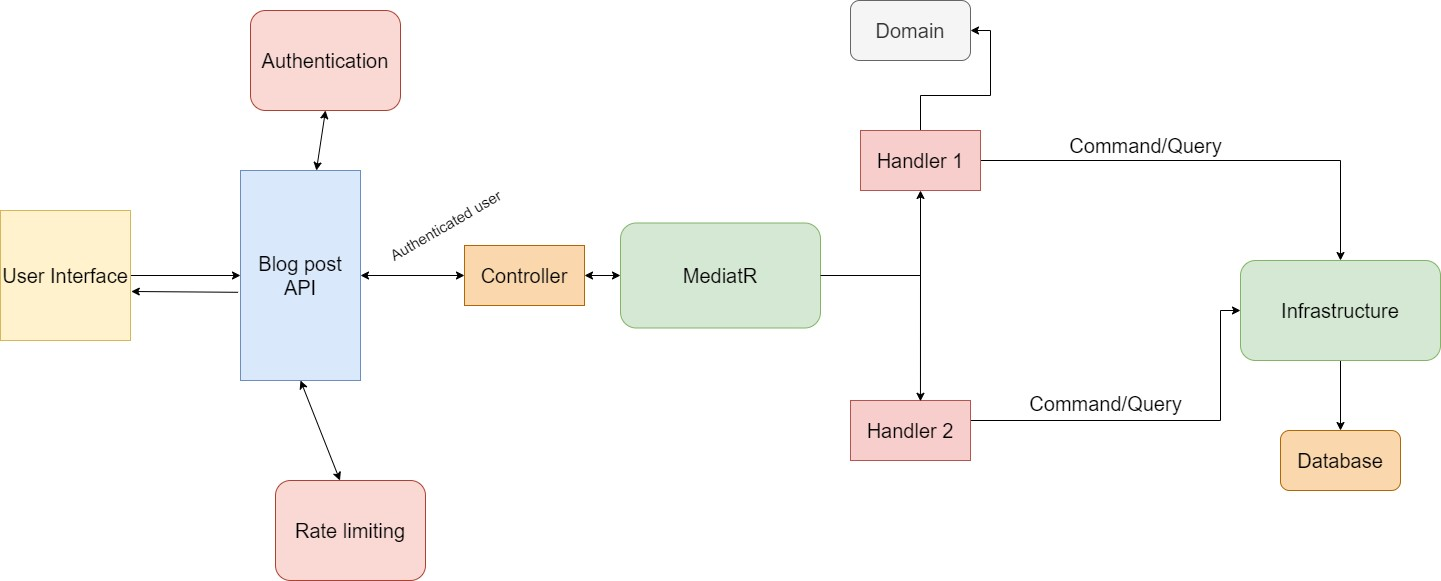 Domain
Authentication
Handler 1
Command/Query
Authenticated user
User Interface
Blog post
API
Controller
MediatR
Infrastructure
Handler 2
Command/Query
Database
Rate limiting